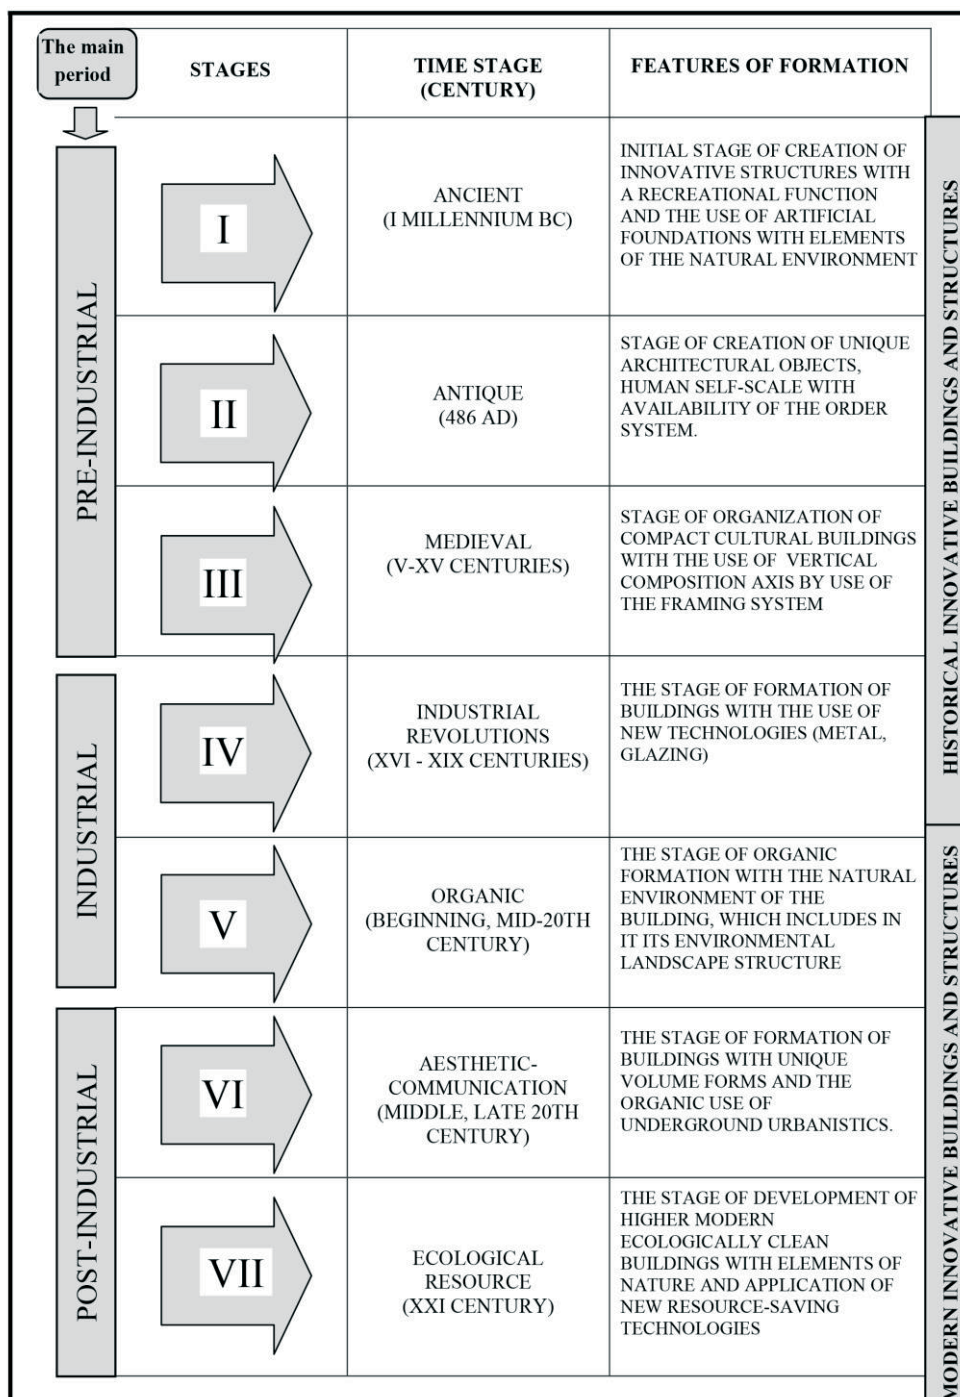 The main
period
STAGES
TIME STAGE
(CENTURY)
FEATURES OF FORMATION
PRE-INDUSTRIAL
I
ANCIENT
(I MILLENNIUM BC)
INITIAL STAGE OF CREATION OF
INNOVATIVE STRUCTURES WITH
A RECREATIONAL FUNCTION
AND THE USE OF ARTIFICIAL
FOUNDATIONS WITH ELEMENTS
OF THE NATURAL ENVIRONMENT
HISTORICAL INNOVATIVE BUILDINGS AND STRUCTURES
II
ANTIQUE
(486 AD)
STAGE OF CREATION OF UNIQUE
ARCHITECTURAL OBJECTS,
HUMAN SELF-SCALE WITH
AVAILABILITY OF THE ORDER
SYSTEM.
III
MEDIEVAL
(V-XV CENTURIES)
STAGE OF ORGANIZATION OF
COMPACT CULTURAL BUILDINGS
WITH THE USE OF VERTICAL
COMPOSITION AXIS BY USE OF
THE FRAMING SYSTEM
INDUSTRIAL
IV
INDUSTRIAL
REVOLUTIONS
(XVI - XIX CENTURIES)
THE STAGE OF FORMATION OF
BUILDINGS WITH THE USE OF
NEW TECHNOLOGIES (METAL,
GLAZING)
V
ORGANIC
(BEGINNING, MID-20TH
CENTURY)
THE STAGE OF ORGANIC
FORMATION WITH THE NATURAL
ENVIRONMENT OF THE
BUILDING, WHICH INCLUDES IN
IT ITS ENVIRONMENTAL
LANDSCAPE STRUCTURE
MODERN INNOVATIVE BUILDINGS AND STRUCTURES
POST-INDUSTRIAL
VI
AESTHETIC-
COMMUNICATION
(MIDDLE, LATE 20TH
CENTURY)
THE STAGE OF FORMATION OF
BUILDINGS WITH UNIQUE
VOLUME FORMS AND THE
ORGANIC USE OF
UNDERGROUND URBANISTICS.
VII
ECOLOGICAL
RESOURCE
(XXI CENTURY)
THE STAGE OF DEVELOPMENT OF
HIGHER MODERN
ECOLOGICALLY CLEAN
BUILDINGS WITH ELEMENTS OF
NATURE AND APPLICATION OF
NEW RESOURCE-SAVING
TECHNOLOGIES